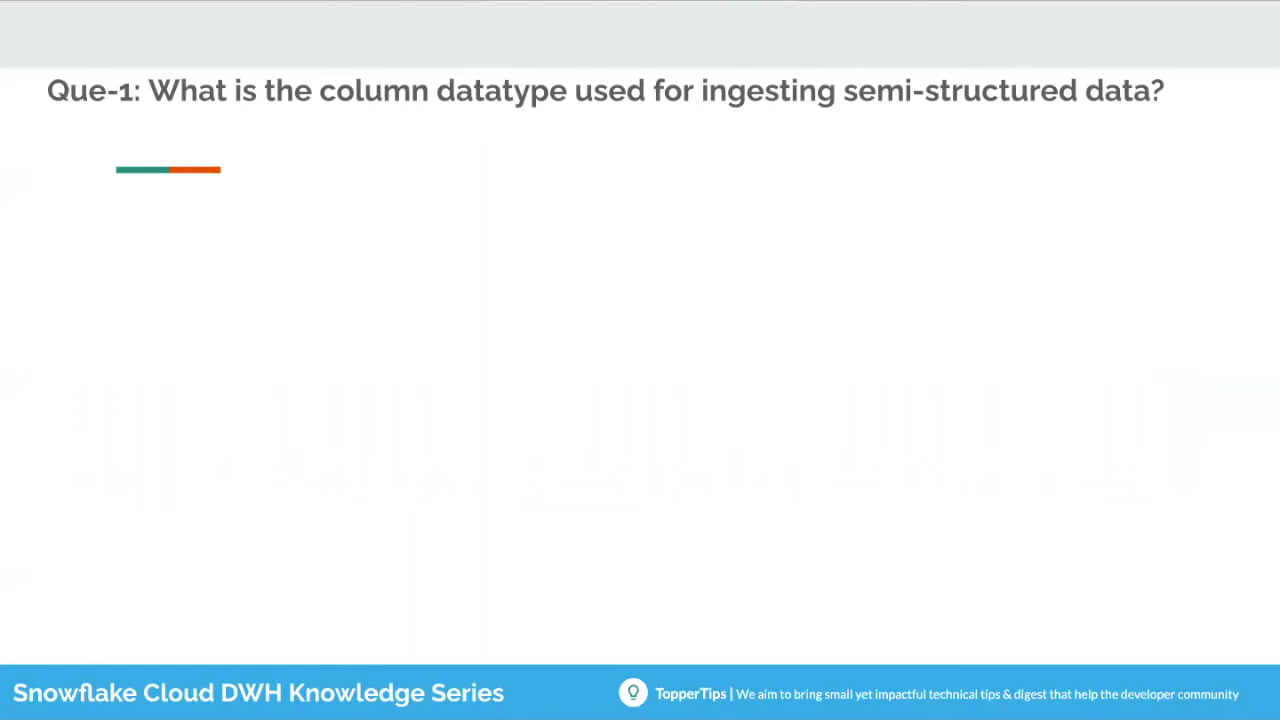 Que-1: What is the column datatype used for ingesting semi-structured data?
Snowflake Cloud DWH Knowledge Series
TopperTips | We aim to bring small yet impactful technical tips & digest that help the developer community